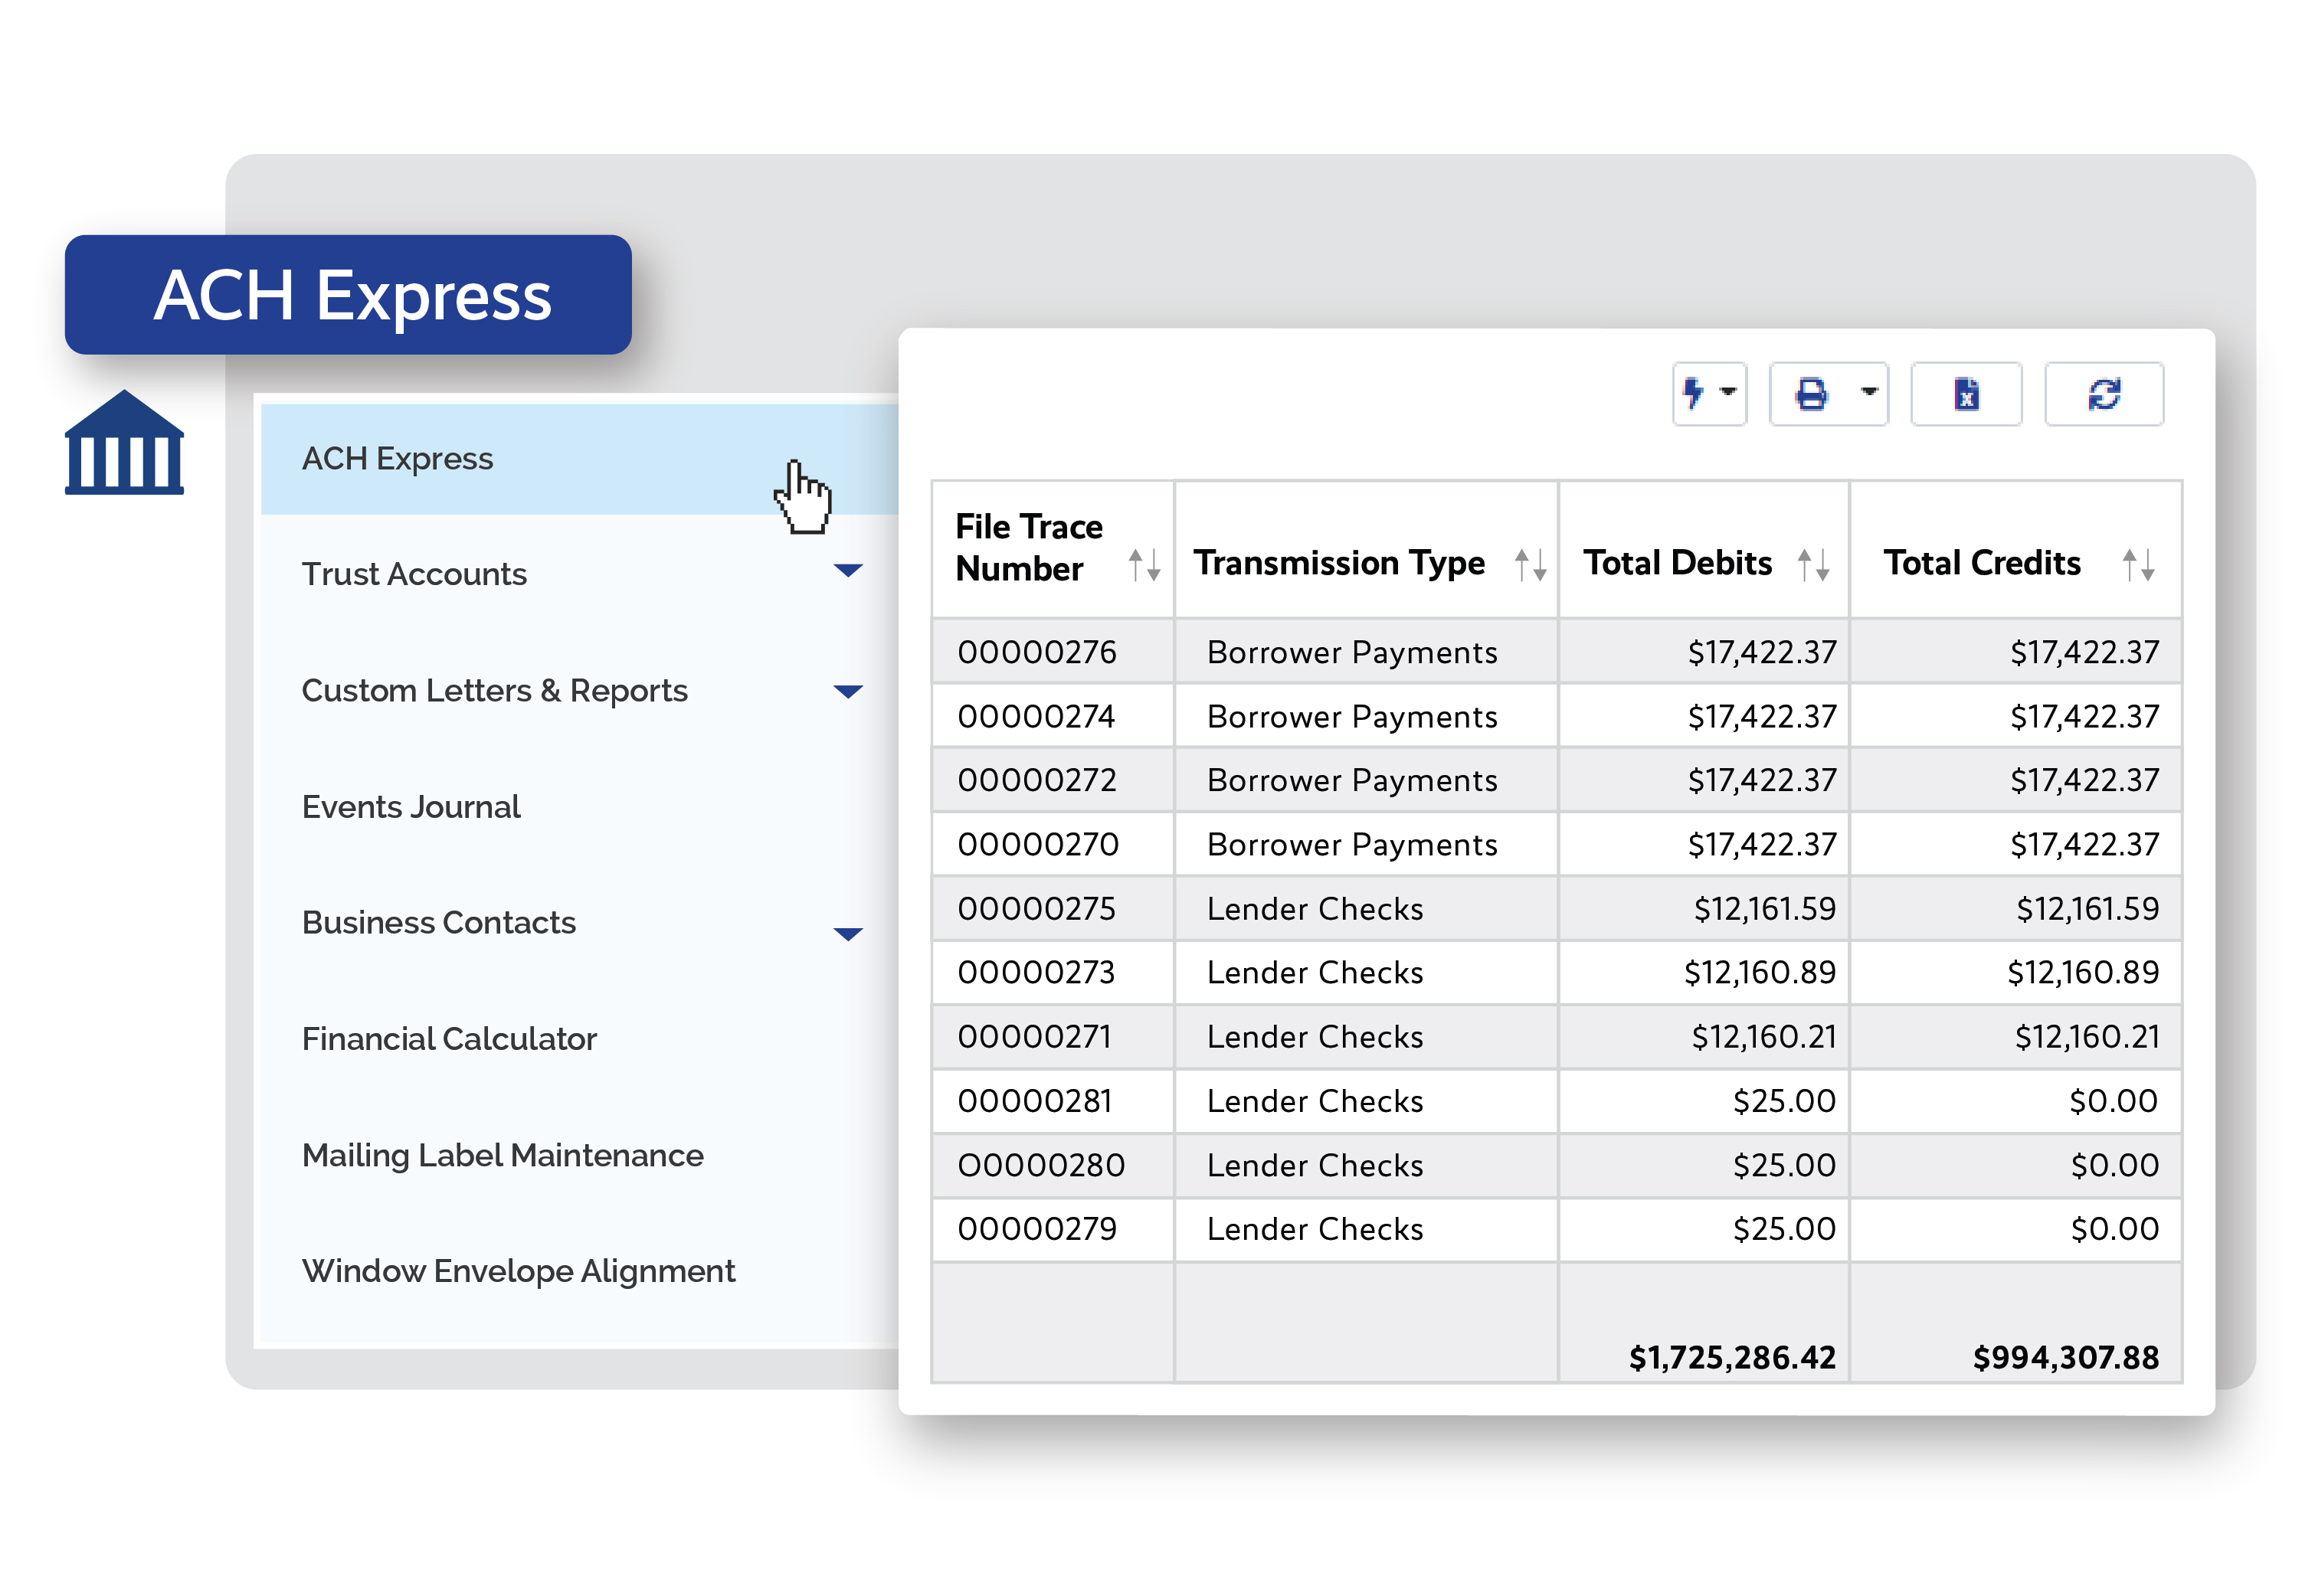 ACH Express
ACH Express
Trust Accounts
Custom Letters & Reports
Events Journal
Business Contacts
Financial Calculator
Mailing Label Maintenance
Window Envelope Alignment
File Trace
Number
Transmission Type
Total Debits
Total Credits
00000276 Borrower Payments $17,422.37 $17,422.37
00000274 Borrower Payments $17,422.37 $17,422.37
00000272 Borrower Payments $17,422.37 $17,422.37
00000270 Borrower Payments $17,422.37 $17,422.37
00000275 Lender Checks $12,161.59 $12,161.59
00000273 Lender Checks $12,160.89 $12,160.89
00000271 Lender Checks $12,160.21 $12,160.21
00000281 Lender Checks $25.00 $0.00
O0000280 Lender Checks $25.00 $0.00
00000279 Lender Checks $25.00 $0.00
$1,725,286.42 $994,307.88